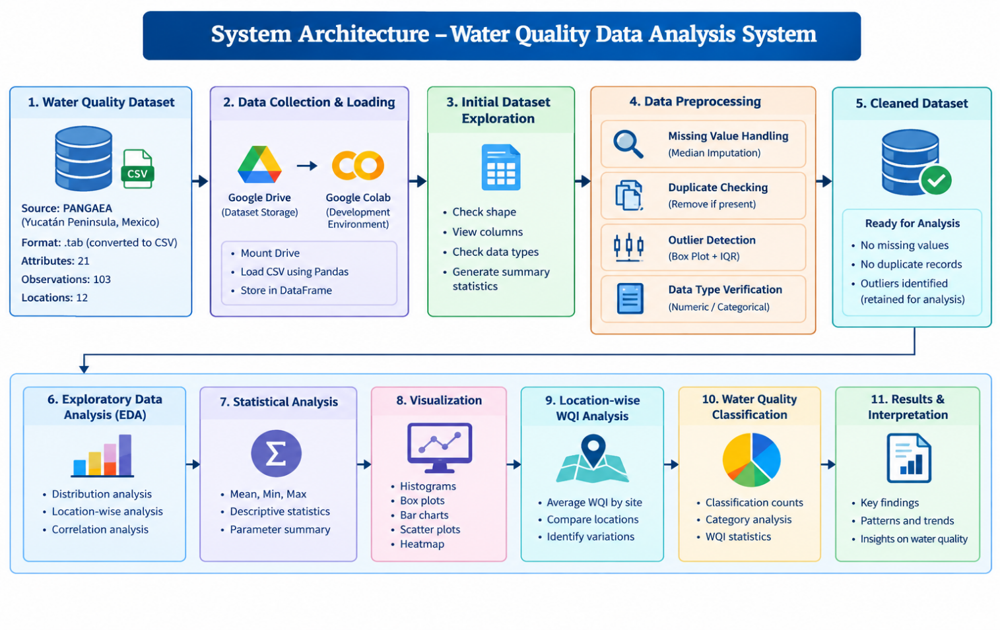 System Architecture – Water Quality Data Analysis System
1. Water Quality Dataset
CSV
Source: PANGAEA
(Yucatán Peninsula, Mexico)
Format: .tab (converted to CSV)
Attributes: 21
Observations: 103
Locations: 12
2. Data Collection & Loading
Google Drive
(Dataset Storage)
Google Colab
(Development
Environment)
• Mount Drive
• Load CSV using Pandas
• Store in DataFrame
3. Initial Dataset
Exploration
• Check shape
• View columns
• Check data types
• Generate summary
statistics
4. Data Preprocessing
Missing Value Handling
(Median Imputation)
Duplicate Checking
(Remove if present)
Outlier Detection
(Box Plot + IQR)
Data Type Verification
(Numeric / Categorical)
5. Cleaned Dataset
Ready for Analysis
• No missing values
• No duplicate records
• Outliers identified
(retained for analysis)
6. Exploratory Data
Analysis (EDA)
• Distribution analysis
• Location-wise analysis
• Correlation analysis
7. Statistical Analysis
Σ
• Mean, Min, Max
• Descriptive statistics
• Parameter summary
8. Visualization
• Histograms
• Box plots
• Bar charts
• Scatter plots
• Heatmap
9. Location-wise
WQI Analysis
• Average WQI by site
• Compare locations
• Identify variations
10. Water Quality
Classification
• Classification counts
• Category analysis
• WQI statistics
11. Results &
Interpretation
• Key findings
• Patterns and trends
• Insights on water quality